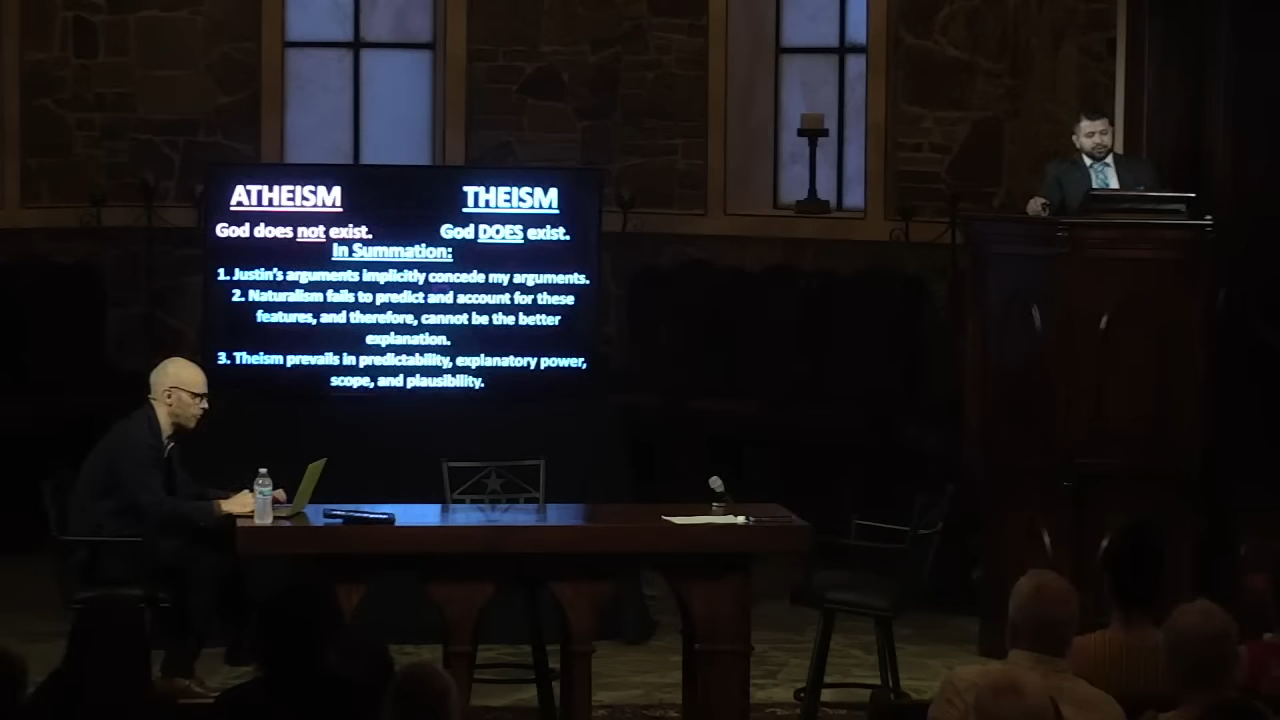 ATHEISM THEISM
God does not exist. God DOES exist.
In Summation:
1. Justin's arguments implicitly concede my arguments.
2. Naturalism fails to predict and account for these
features, and therefore, cannot be the better
explanation.
3. Theism prevails in predictability, explanatory power,
scope, and plausibility.